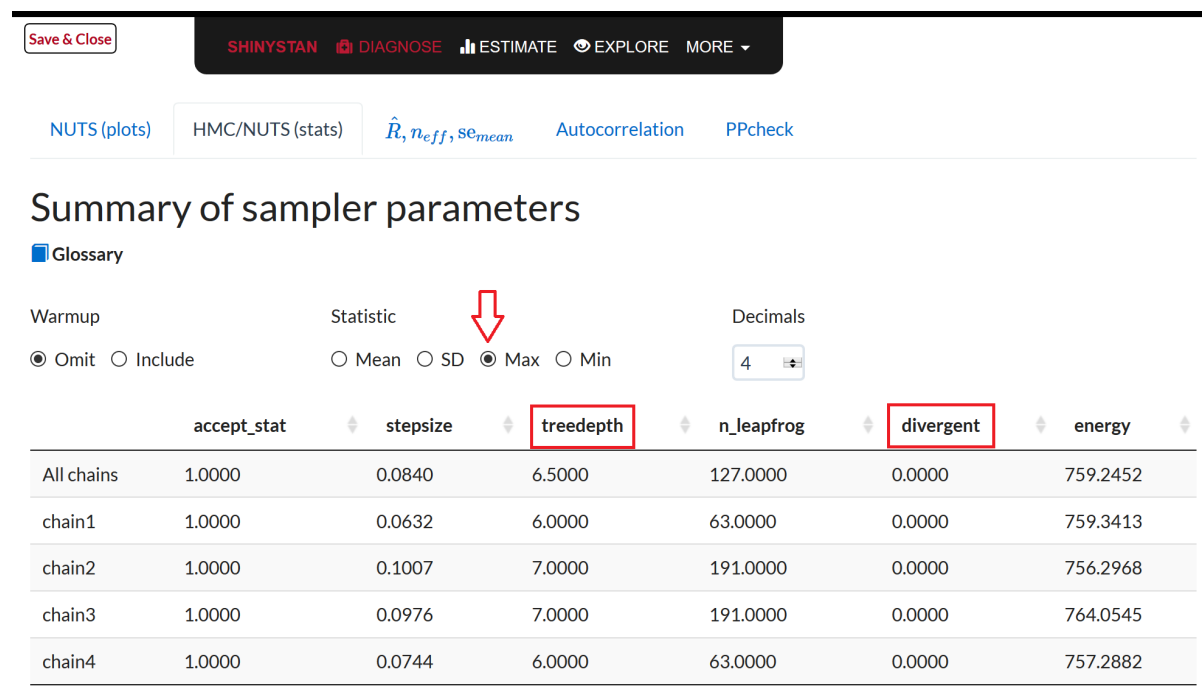 Save & Close
SHINYSTAN DIAGNOSE ESTIMATE EXPLORE MORE
NUTS (plots) HMC/NUTS (stats) R̂, n_eff, se_mean Autocorrelation PPcheck
Summary of sampler parameters
Glossary
Warmup Statistic Decimals
Omit Include Mean SD Max Min 4
accept_stat stepsize treedepth n_leapfrog divergent energy
All chains 1.0000 0.0840 6.5000 127.0000 0.0000 759.2452
chain1 1.0000 0.0632 6.0000 63.0000 0.0000 759.3413
chain2 1.0000 0.1007 7.0000 191.0000 0.0000 756.2968
chain3 1.0000 0.0976 7.0000 191.0000 0.0000 764.0545
chain4 1.0000 0.0744 6.0000 63.0000 0.0000 757.2882